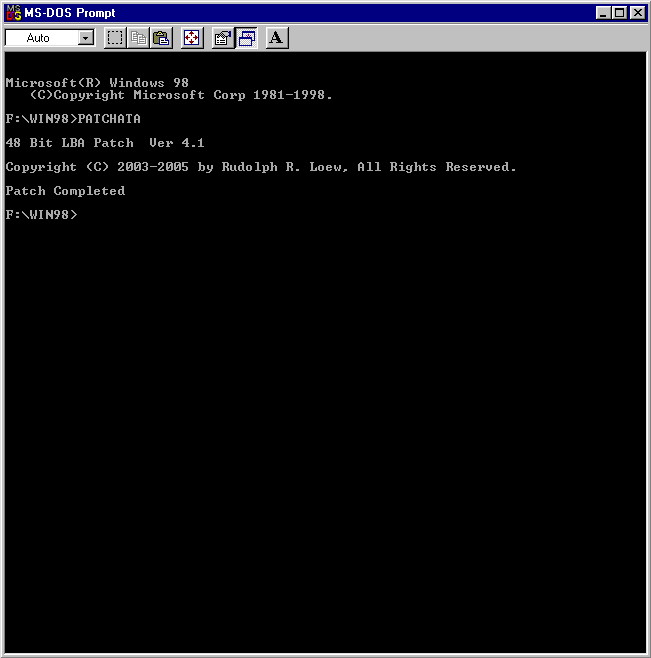 MS-DOS Prompt
Auto
A
Microsoft(R) Windows 98
(C)Copyright Microsoft Corp 1981-1998.
F:\WIN98>PATCHATA
48 Bit LBA Patch  Ver 4.1
Copyright (C) 2003-2005 by Rudolph R. Loew, All Rights Reserved.
Patch Completed
F:\WIN98>